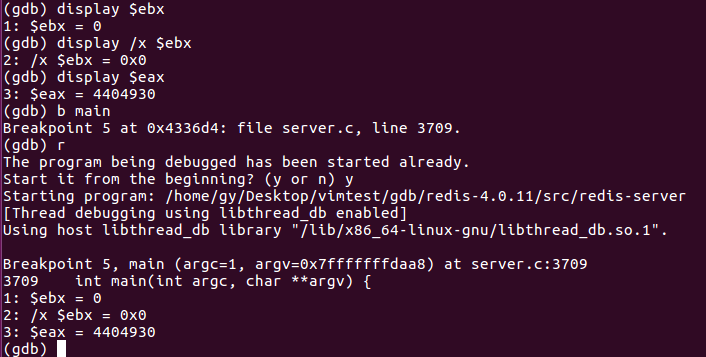 (gdb) display $ebx
1: $ebx = 0
(gdb) display /x $ebx
2: /x $ebx = 0x0
(gdb) display $eax
3: $eax = 4404930
(gdb) b main
Breakpoint 5 at 0x4336d4: file server.c, line 3709.
(gdb) r
The program being debugged has been started already.
Start it from the beginning? (y or n) y
Starting program: /home/gy/Desktop/vimtest/gdb/redis-4.0.11/src/redis-server
[Thread debugging using libthread_db enabled]
Using host libthread_db library "/lib/x86_64-linux-gnu/libthread_db.so.1".
Breakpoint 5, main (argc=1, argv=0x7fffffffdaa8) at server.c:3709
3709    int main(int argc, char **argv) {
1: $ebx = 0
2: /x $ebx = 0x0
3: $eax = 4404930
(gdb)